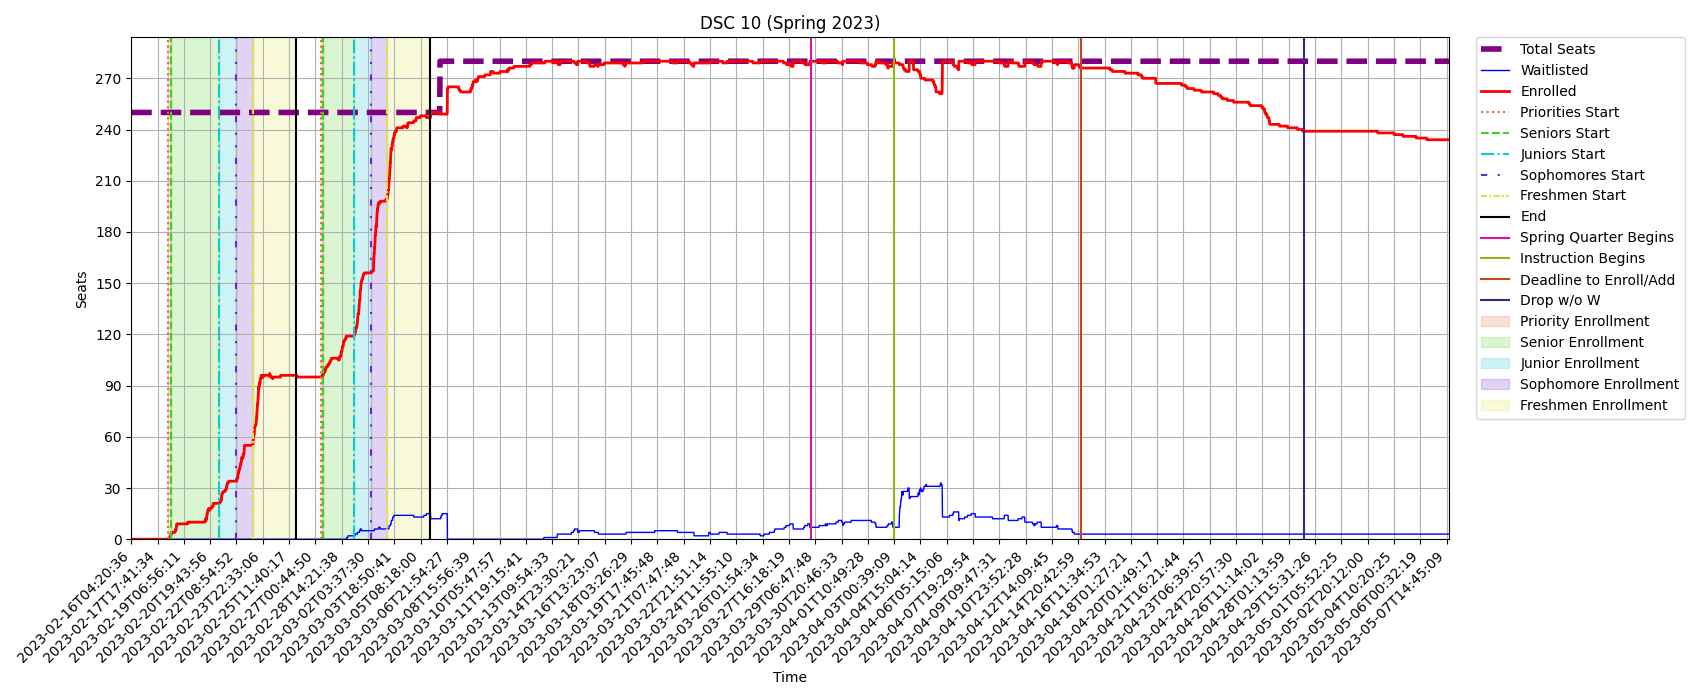 DSC 10 (Spring 2023)
Seats
270
240
210
180
150
120
90
60
30
0
2023-02-16T04:20:36
2023-02-17T17:41:34
2023-02-19T06:56:11
2023-02-20T19:43:56
2023-02-22T08:54:52
2023-02-23T22:33:06
2023-02-25T11:40:17
2023-02-27T00:44:50
2023-02-28T14:21:38
2023-03-02T03:37:30
2023-03-03T18:50:41
2023-03-05T08:18:00
2023-03-06T21:54:27
2023-03-08T15:56:39
2023-03-10T05:47:57
2023-03-11T19:15:41
2023-03-13T09:54:33
2023-03-14T23:30:21
2023-03-16T13:23:07
2023-03-18T03:26:29
2023-03-19T17:45:48
2023-03-21T07:47:48
2023-03-22T21:51:14
2023-03-24T11:55:10
2023-03-26T01:54:34
2023-03-27T16:18:19
2023-03-29T06:47:48
2023-03-30T20:46:33
2023-04-01T10:49:28
2023-04-03T00:39:09
2023-04-04T15:04:14
2023-04-06T05:15:06
2023-04-07T19:29:54
2023-04-09T09:47:31
2023-04-10T23:52:28
2023-04-12T14:09:45
2023-04-14T04:42:59
2023-04-16T11:34:53
2023-04-18T01:27:21
2023-04-20T01:49:17
2023-04-21T16:21:44
2023-04-23T06:39:57
2023-04-24T20:57:30
2023-04-26T11:14:02
2023-04-28T01:13:59
2023-04-29T15:31:26
2023-05-01T05:52:25
2023-05-02T20:12:00
2023-05-04T10:20:25
2023-05-06T00:32:19
2023-05-07T14:45:09
Time
Total Seats
Waitlisted
Enrolled
Priorities Start
Seniors Start
Juniors Start
Sophomores Start
Freshmen Start
End
Spring Quarter Begins
Instruction Begins
Deadline to Enroll/Add
Drop w/o W
Priority Enrollment
Senior Enrollment
Junior Enrollment
Sophomore Enrollment
Freshmen Enrollment